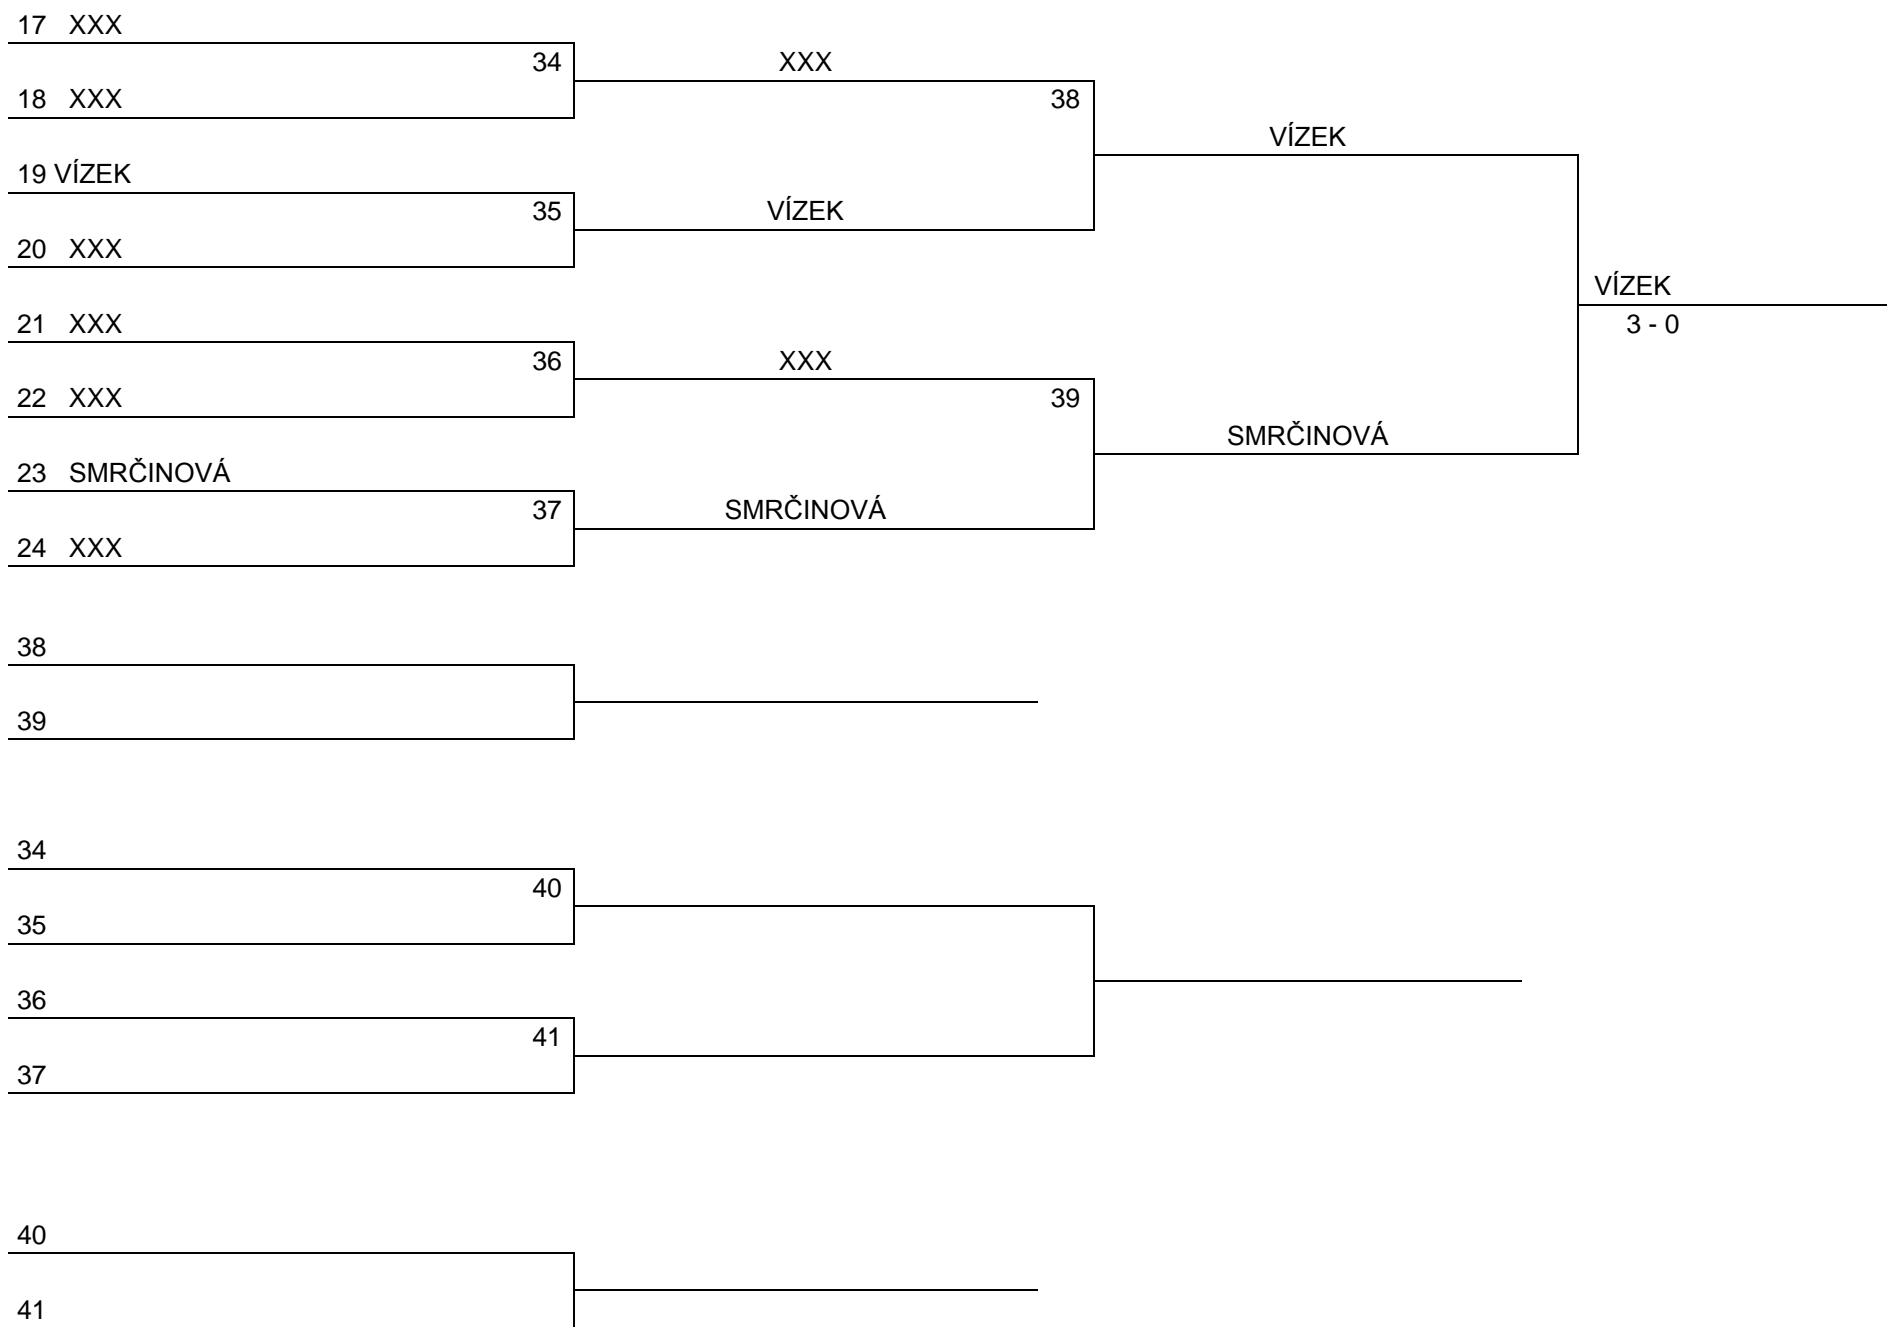 17 XXX
34 XXX
18 XXX 38
VÍZEK
19 VÍZEK
35 VÍZEK
20 XXX
VÍZEK
21 XXX 3 - 0
36 XXX
22 XXX 39
SMRČINOVÁ
23 SMRČINOVÁ
37 SMRČINOVÁ
24 XXX
38
39
34
40
35
36
41
37
40
41